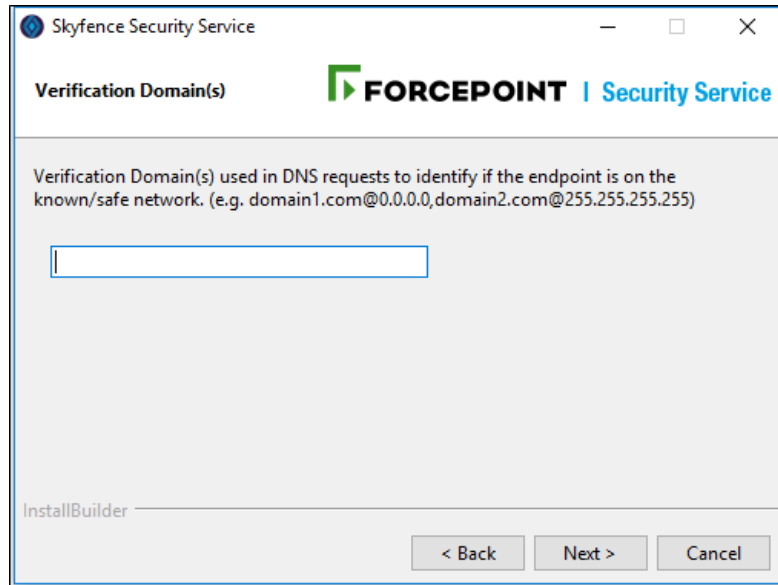 Skyfence Security Service
Verification Domain(s)
FORCEPOINT | Security Service
Verification Domain(s) used in DNS requests to identify if the endpoint is on the
known/safe network. (e.g. domain1.com@0.0.0.0,domain2.com@255.255.255.255)
InstallBuilder
< Back Next > Cancel